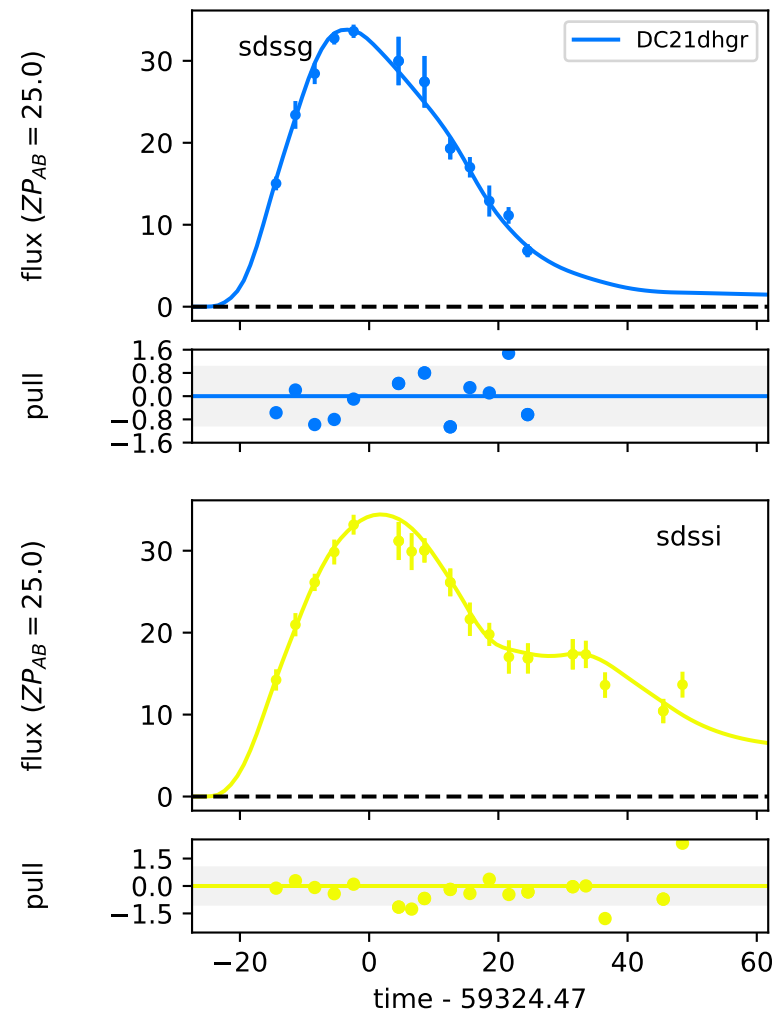 sdssg
DC21dhgr
flux (ZP_AB = 25.0)
30
20
10
0
pull
1.6
0.8
0.0
−0.8
−1.6
sdssi
flux (ZP_AB = 25.0)
30
20
10
0
pull
1.5
0.0
−1.5
−20 0 20 40 60
time - 59324.47